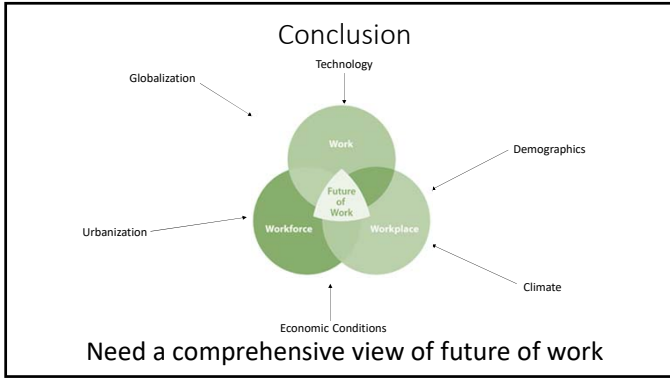 Conclusion
Technology
Globalization
Work
Demographics
Future
of
Work
Urbanization
Workforce
Workplace
Climate
Economic Conditions
Need a comprehensive view of future of work